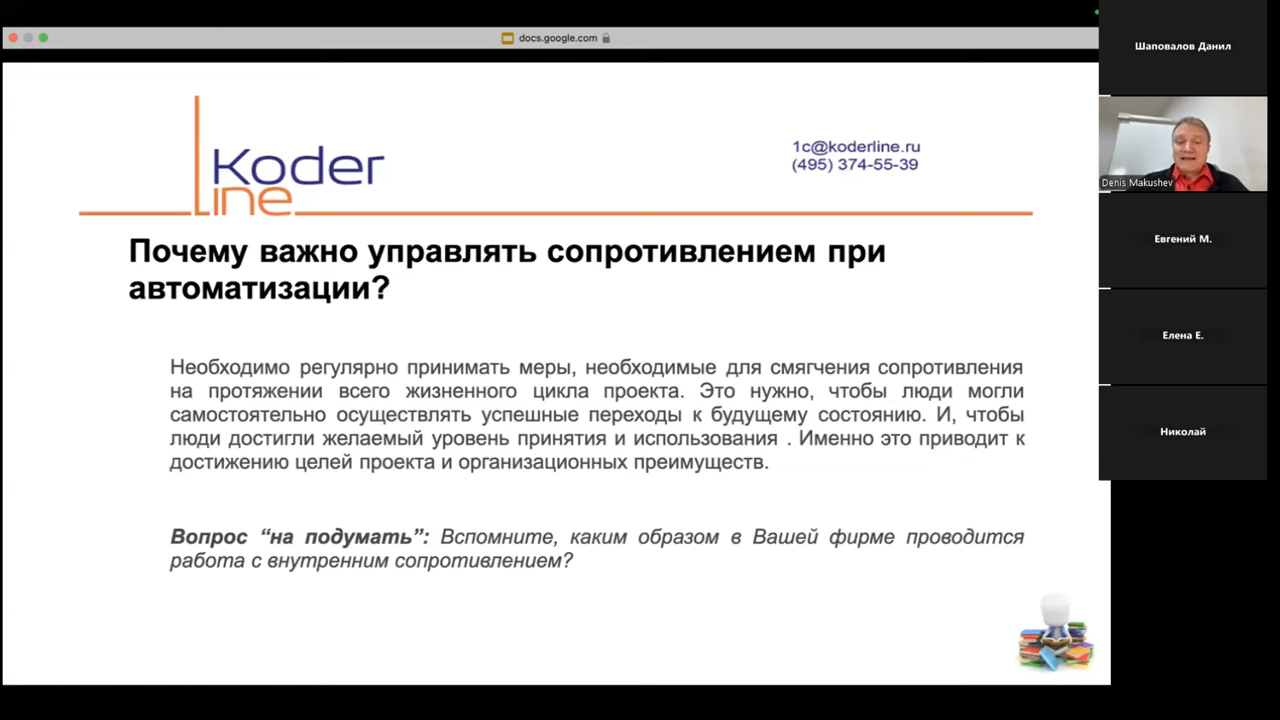 docs.google.com
Koder
line
1c@koderline.ru
(495) 374-55-39
Почему важно управлять сопротивлением при
автоматизации?
Необходимо регулярно принимать меры, необходимые для смягчения сопротивления
на протяжении всего жизненного цикла проекта. Это нужно, чтобы люди могли
самостоятельно осуществлять успешные переходы к будущему состоянию. И, чтобы
люди достигли желаемый уровень принятия и использования . Именно это приводит к
достижению целей проекта и организационных преимуществ.
Вопрос “на подумать”: Вспомните, каким образом в Вашей фирме проводится
работа с внутренним сопротивлением?
Шаповалов Данил
Denis Makushev
Евгений М.
Елена Е.
Николай